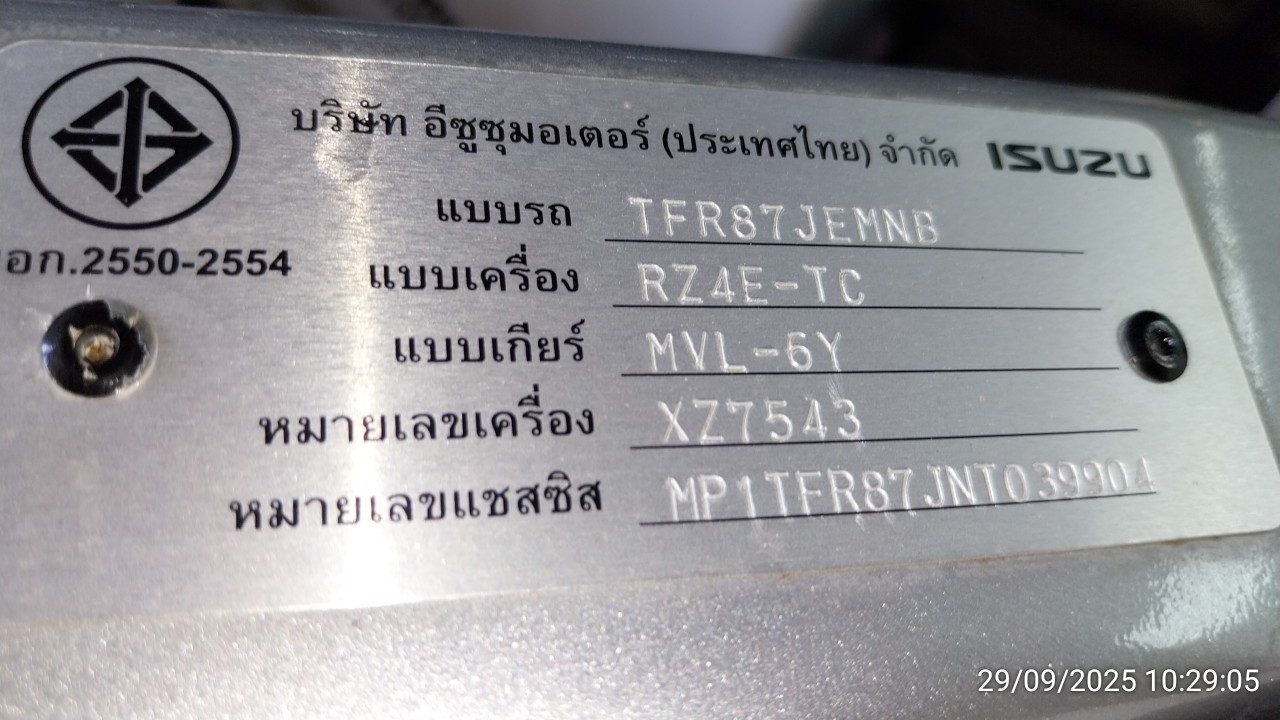 บริษัท อีซูซุมอเตอร์ (ประเทศไทย) จำกัด ISUZU
แบบรถ TFR87JEMNB
มอก.2550-2554
แบบเครื่อง RZ4E-TC
แบบเกียร์ MVL-6Y
หมายเลขเครื่อง XZ7543
หมายเลขแชสซิส MP1TFR87JNT039904
29/09/2025 10:29:05